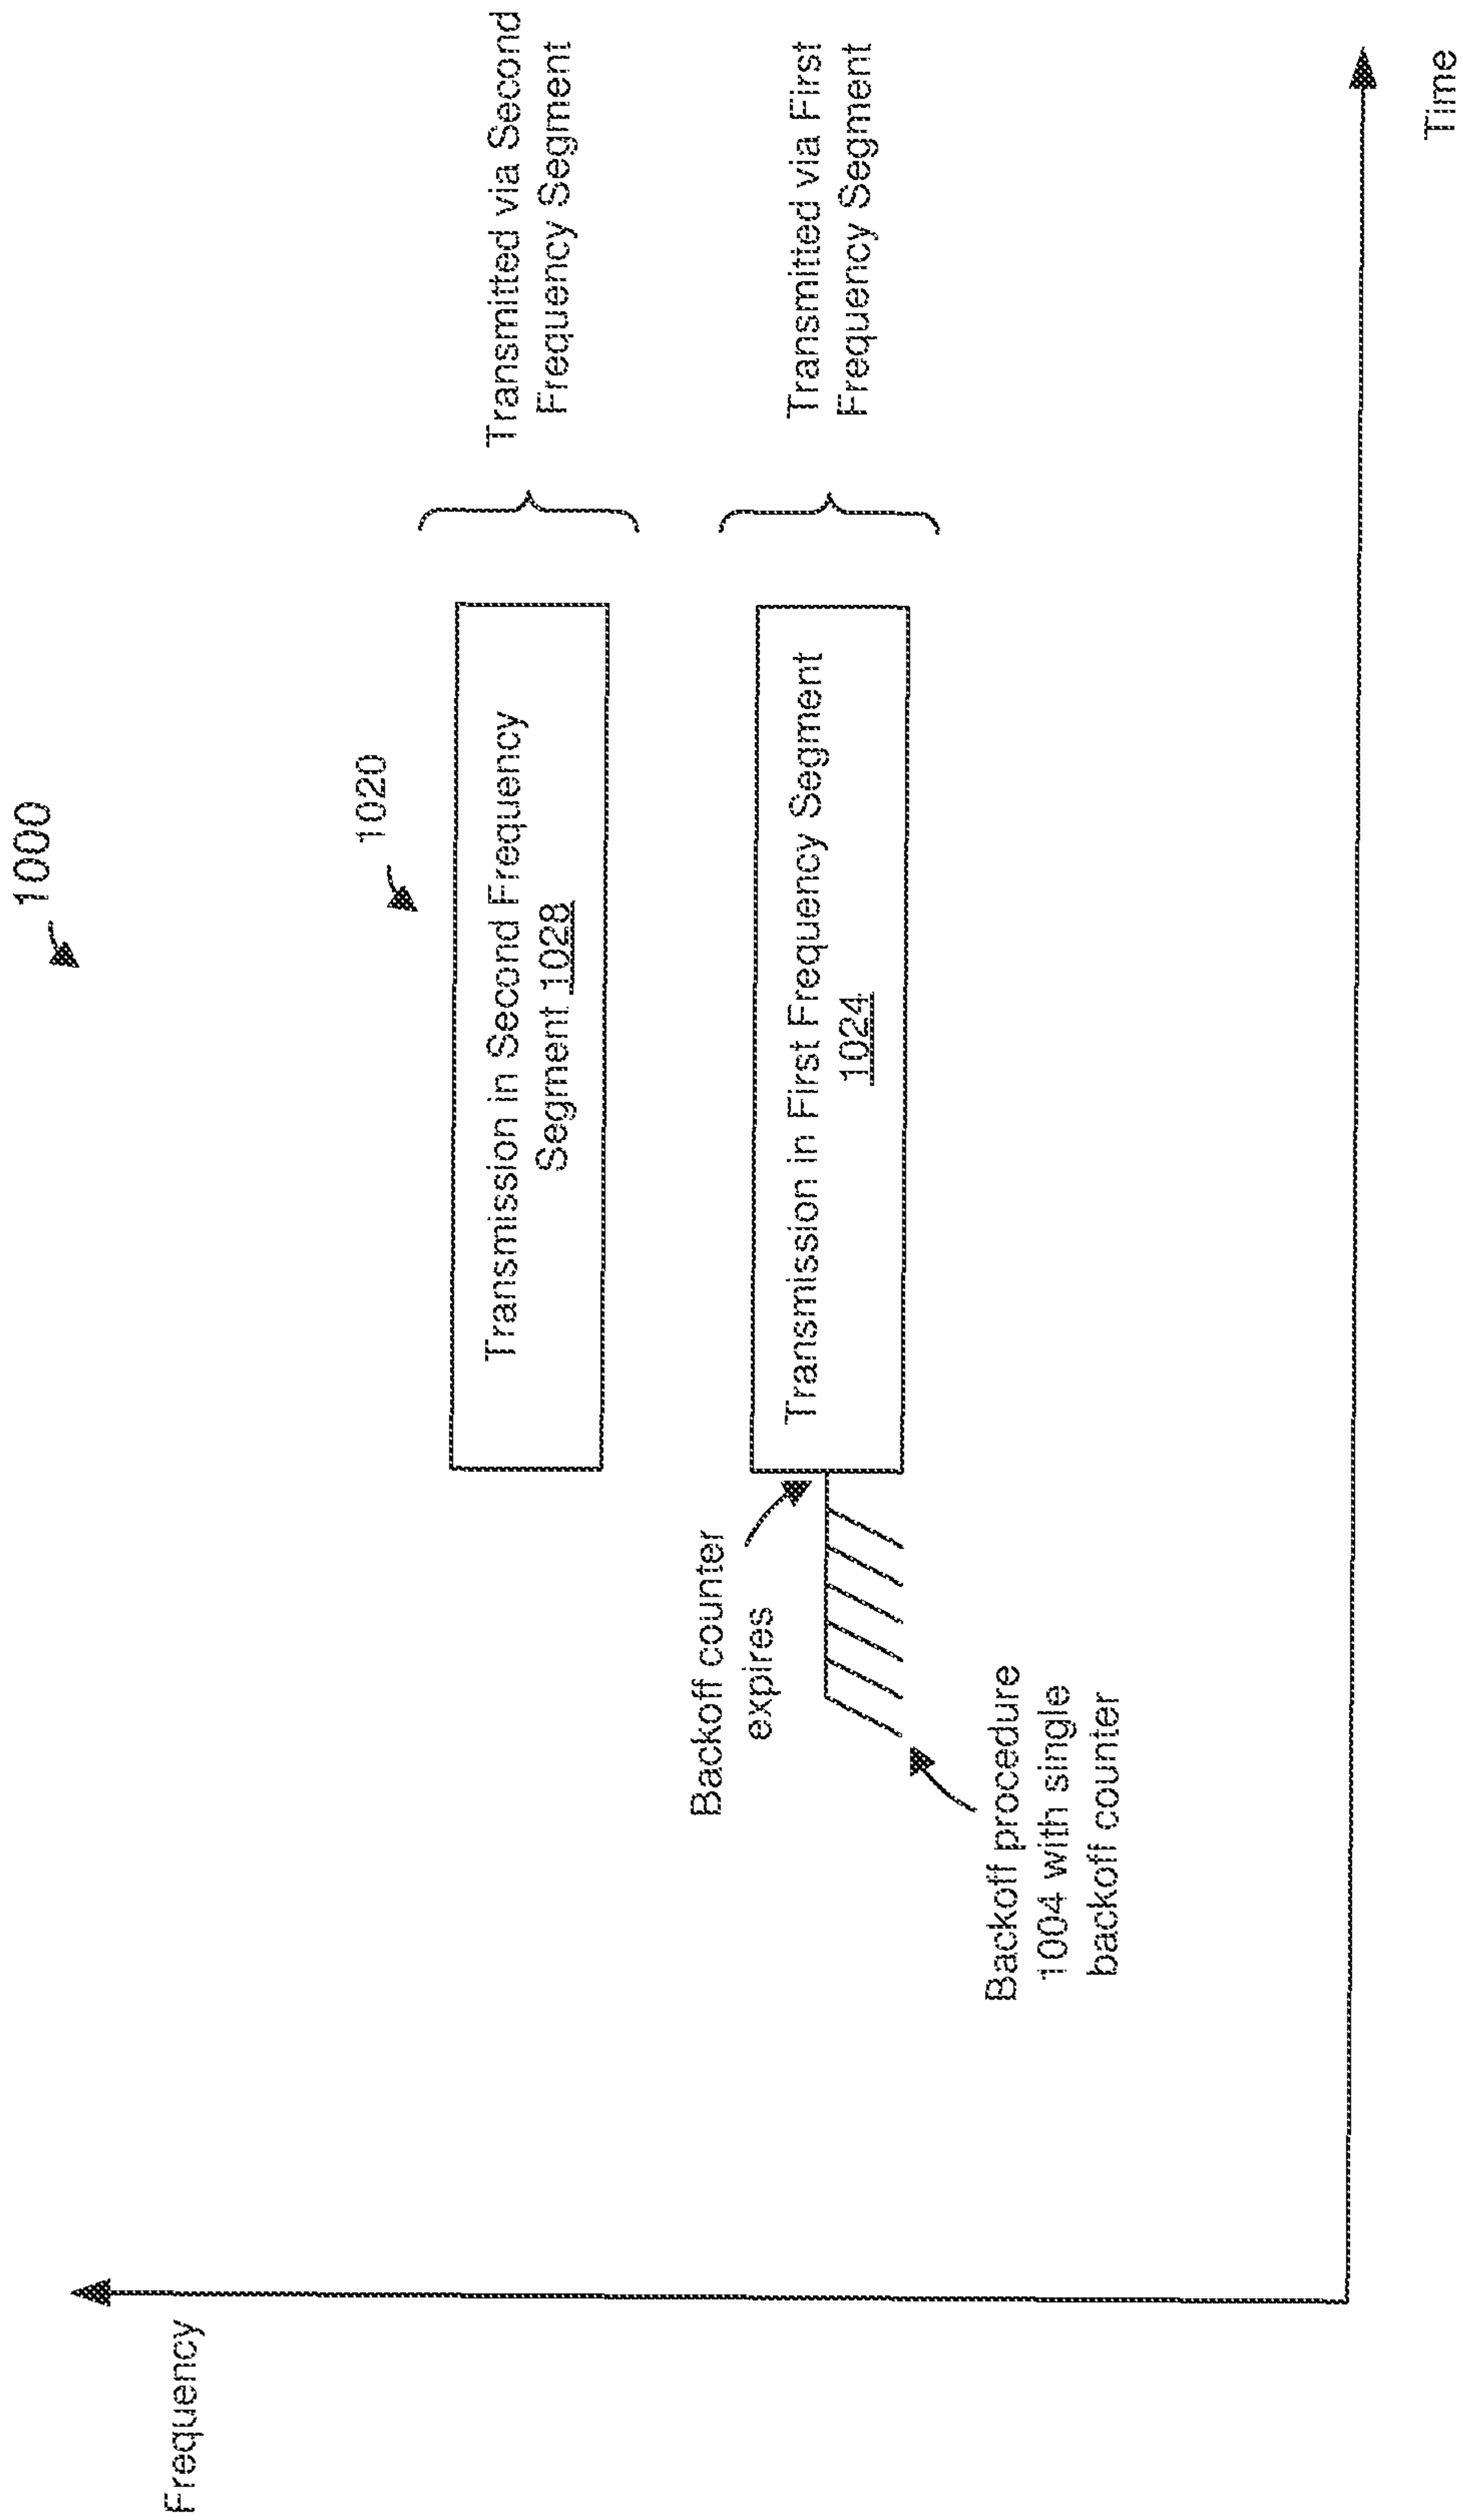 1000
Frequency
1020
Transmission in Second Frequency
Segment 1028
Transmitted via Second
Frequency Segment
Backoff counter
expires
Transmission in First Frequency Segment
1024
Transmitted via First
Frequency Segment
Backoff procedure
1004 with single
backoff counter
Time